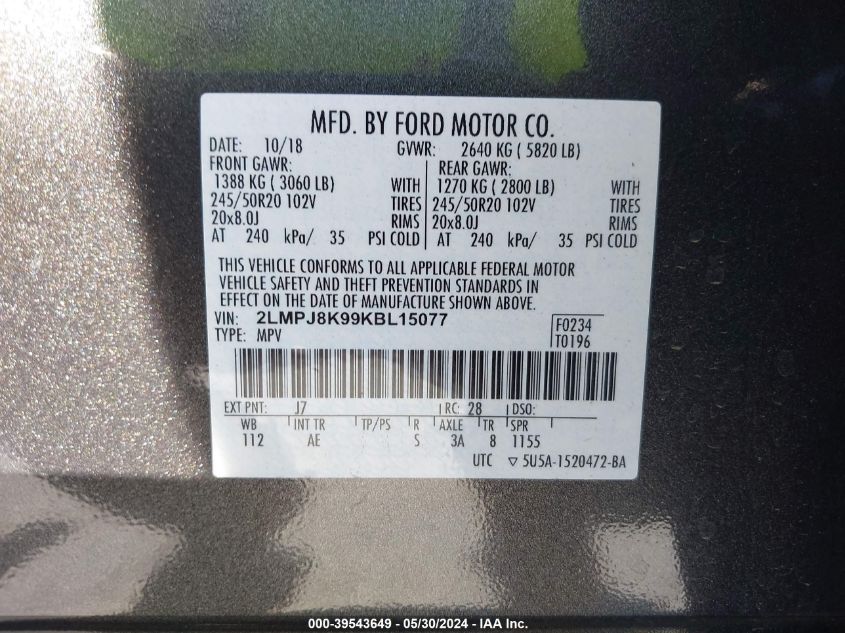 MFD. BY FORD MOTOR CO.
DATE: 10/18 GVWR: 2640 KG ( 5820 LB)
FRONT GAWR: REAR GAWR:
1388 KG ( 3060 LB) WITH 1270 KG ( 2800 LB) WITH
245/50R20 102V TIRES 245/50R20 102V TIRES
20x8.0J RIMS 20x8.0J RIMS
AT 240 kPa/ 35 PSI COLD AT 240 kPa/ 35 PSI COLD
THIS VEHICLE CONFORMS TO ALL APPLICABLE FEDERAL MOTOR
VEHICLE SAFETY AND THEFT PREVENTION STANDARDS IN
EFFECT ON THE DATE OF MANUFACTURE SHOWN ABOVE.
VIN: 2LMPJ8K99KBL15077 F0234
TYPE: MPV T0196
EXT PNT: J7 RC: 28 DSO:
WB INT TR TP/PS R AXLE TR SPR
112 AE S 3A 8 1155
UTC ▽ 5U5A-1520472-BA
000-39543649 - 05/30/2024 - IAA Inc.